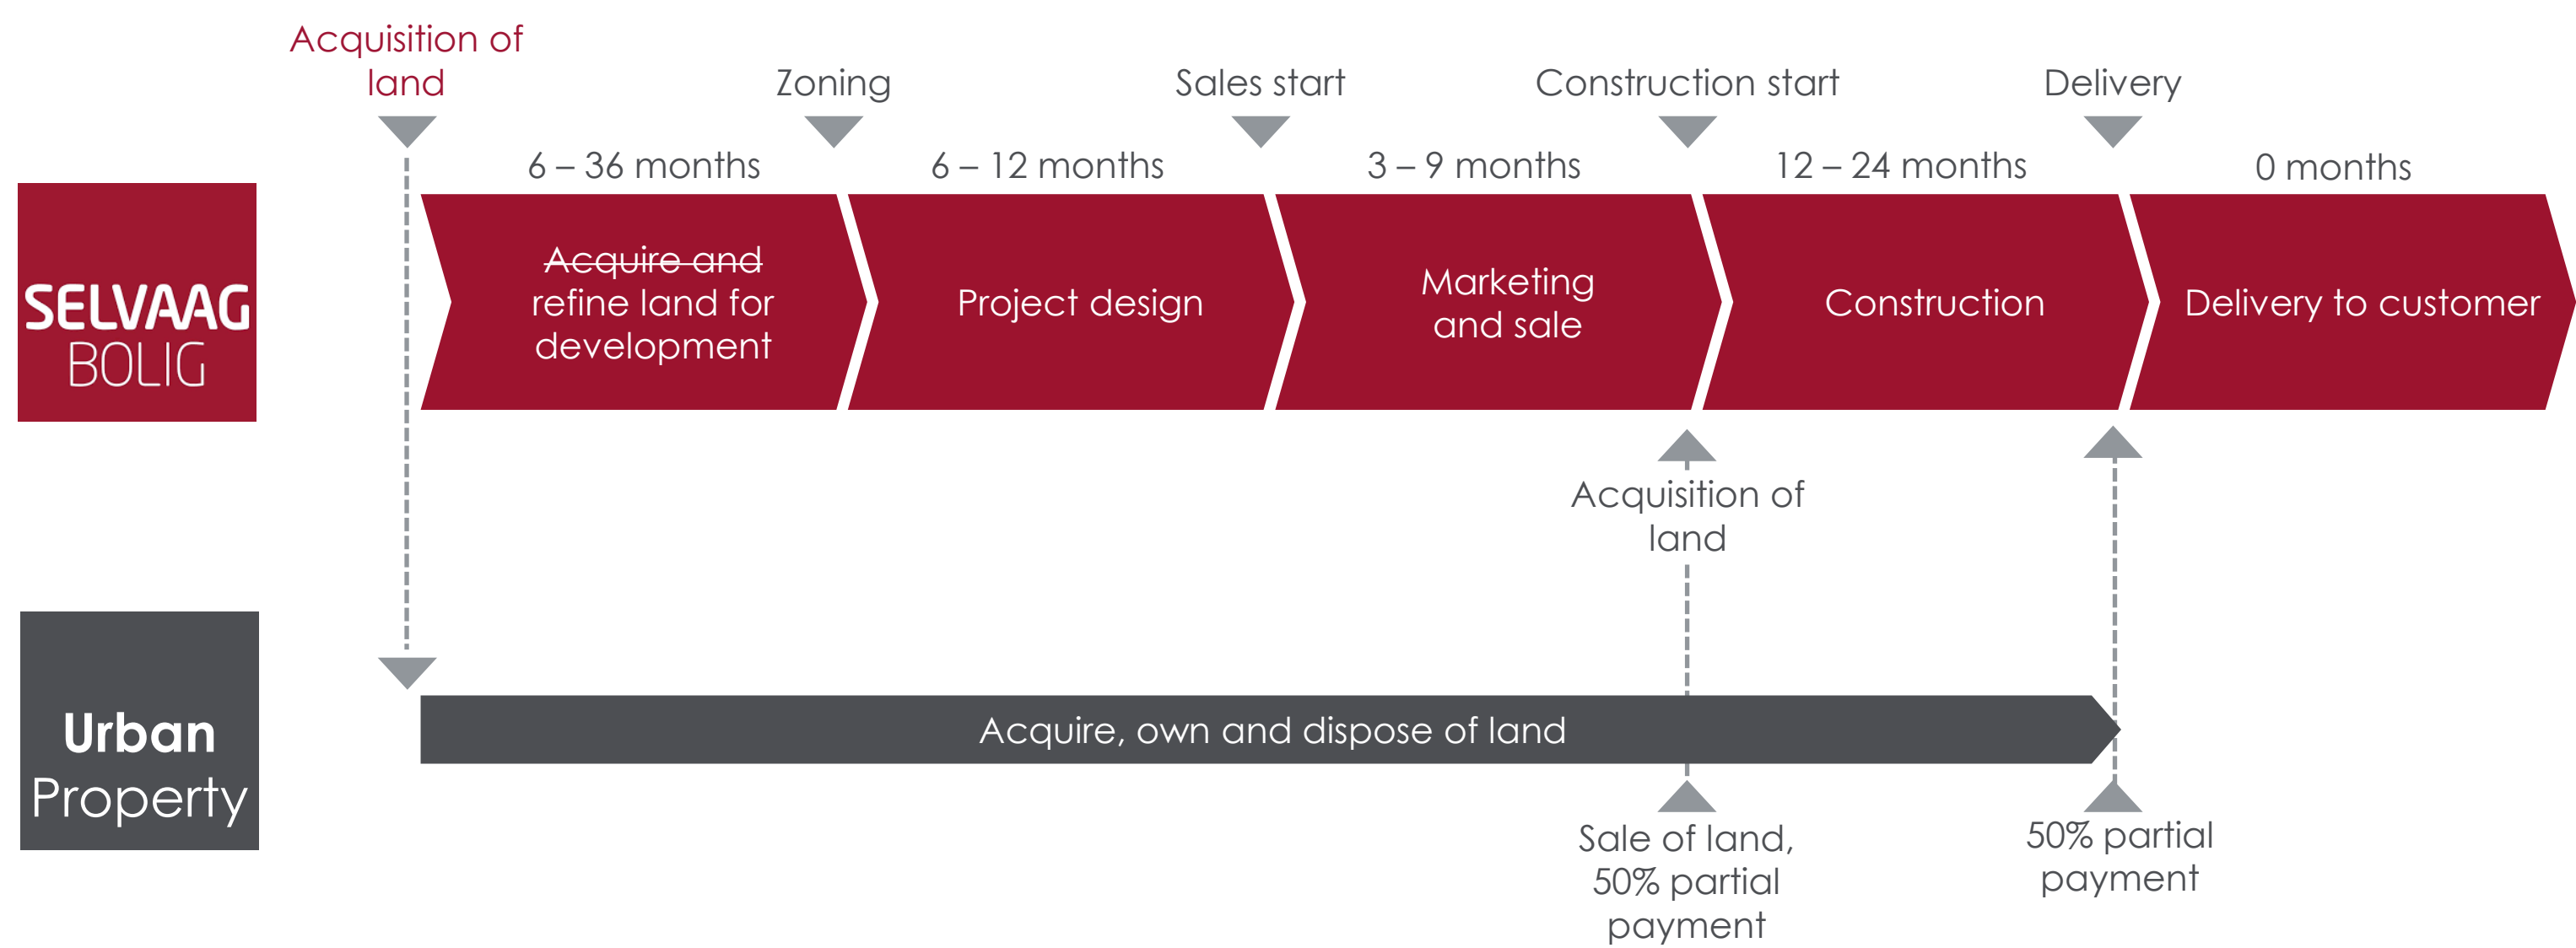 Acquisition of
land
Zoning
Sales start
Construction start
Delivery
6 – 36 months
6 – 12 months
3 – 9 months
12 – 24 months
0 months
SELVAAG
BOLIG
Acquire and
refine land for
development
Project design
Marketing
and sale
Construction
Delivery to customer
Acquisition of
land
Urban
Property
Acquire, own and dispose of land
Sale of land,
50% partial
payment
50% partial
payment